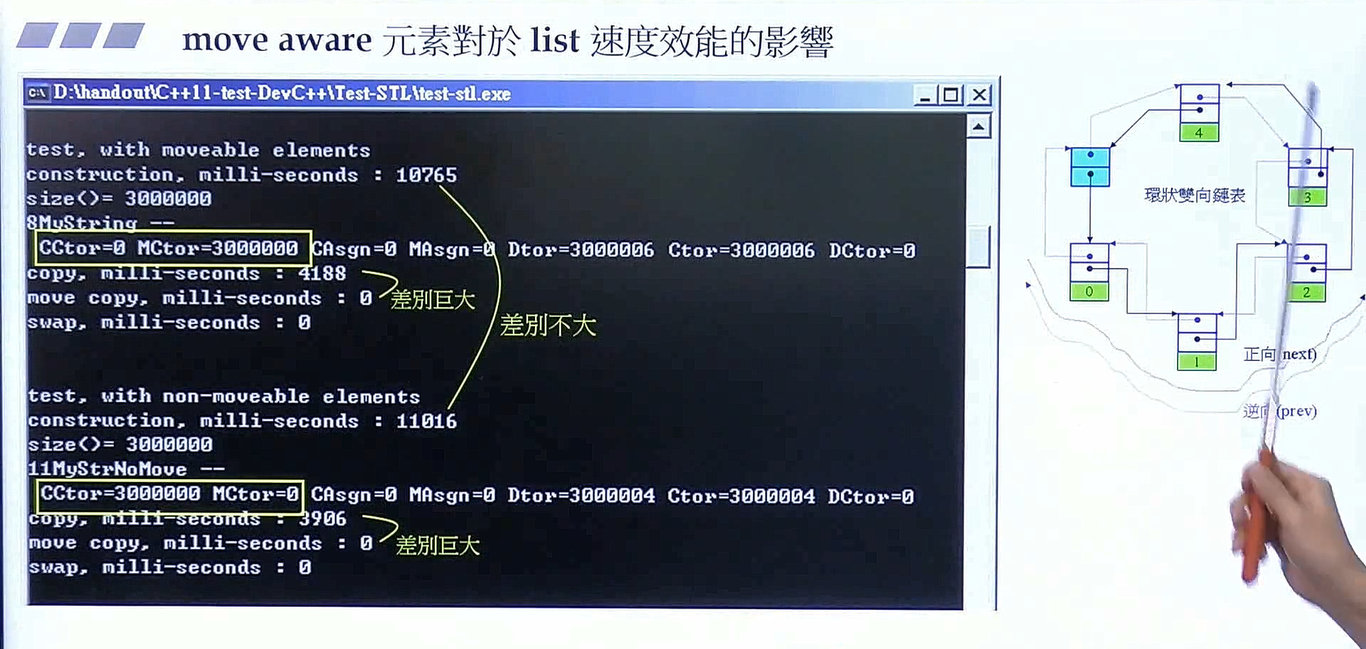 move aware 元素對於 list 速度效能的影響
D:\handout\C++11-test-DevC++\Test-STL\test-stl.exe
test, with moveable elements
construction, milli-seconds : 10765
size()= 3000000
8MyString --
CCtor=0 MCtor=3000000 CAsgn=0 MAsgn=0 Dtor=3000006 Ctor=3000006 DCtor=0
copy, milli-seconds : 4188
move copy, milli-seconds : 0
差別巨大
swap, milli-seconds : 0
差別不大
test, with non-moveable elements
construction, milli-seconds : 11016
size()= 3000000
11MyStrNoMove --
CCtor=3000000 MCtor=0 CAsgn=0 MAsgn=0 Dtor=3000004 Ctor=3000004 DCtor=0
copy, milli-seconds : 3906
move copy, milli-seconds : 0
差別巨大
swap, milli-seconds : 0
4
環狀雙向鏈表
3
0
2
1
正向(next)
逆向(prev)